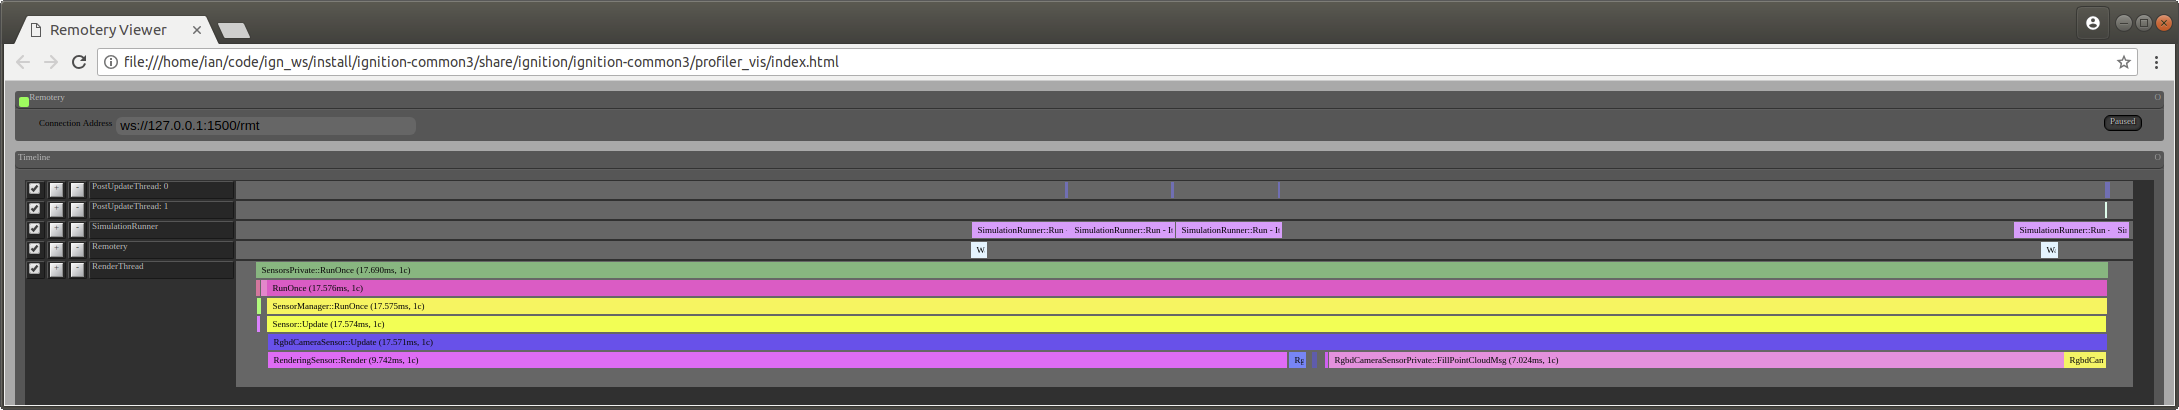 Remotery Viewer
file:///home/ian/code/ign_ws/install/ignition-common3/share/ignition/ignition-common3/profiler_vis/index.html
Remotery
Connection Address ws://127.0.0.1:1500/rmt Paused
Timeline
+ - PostUpdateThread: 0
+ - PostUpdateThread: 1
+ - SimulationRunner SimulationRunner::Run SimulationRunner::Run - It SimulationRunner::Run - It SimulationRunner::Run -
+ - Remotery W
+ - RenderThread SensorsPrivate::RunOnce (17.690ms, 1c)
RunOnce (17.576ms, 1c)
SensorManager::RunOnce (17.575ms, 1c)
Sensor::Update (17.574ms, 1c)
RgbdCameraSensor::Update (17.571ms, 1c)
RenderingSensor::Render (9.742ms, 1c) RgbdCameraSensorPrivate::FillPointCloudMsg (7.024ms, 1c) RgbdCam